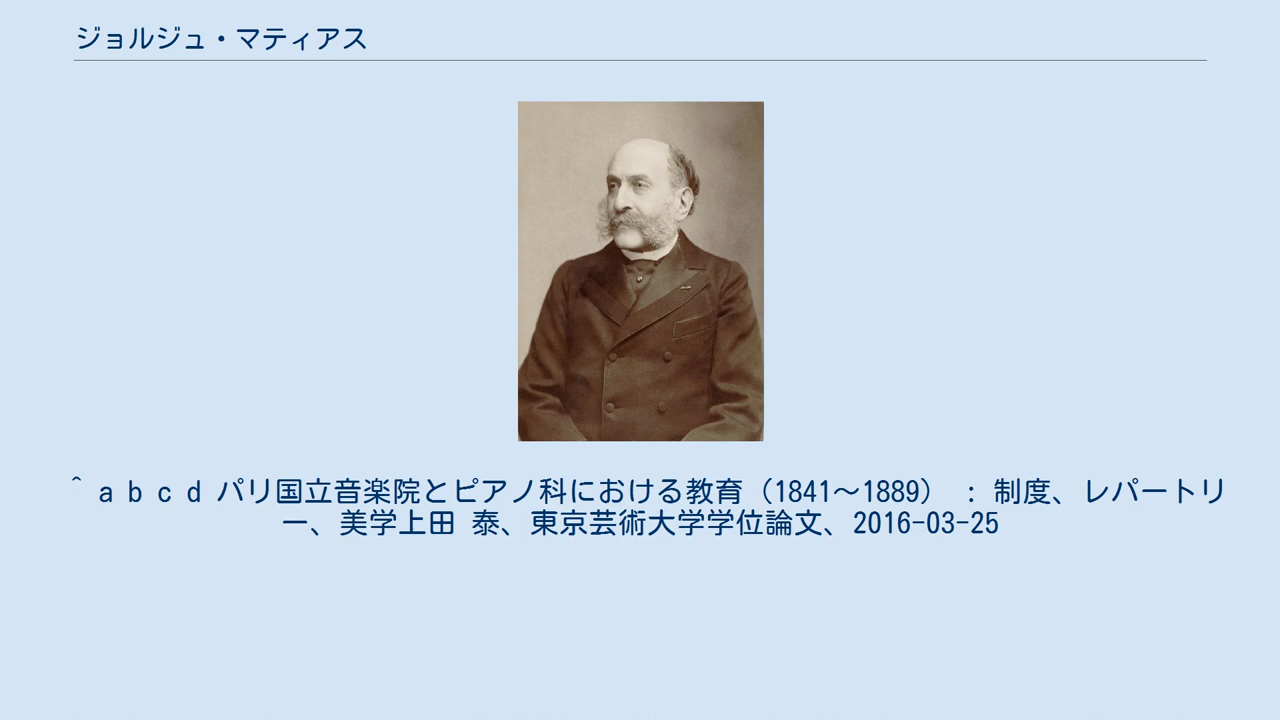 ジョルジュ・マティアス
^ a b c d パリ国立音楽院とピアノ科における教育（1841〜1889） : 制度、レパートリ
ー、美学上田 泰、東京芸術大学学位論文、2016-03-25